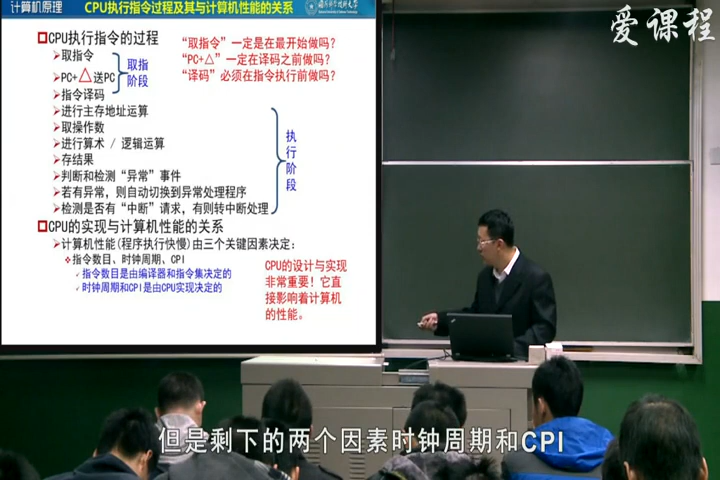 计算机原理
CPU执行指令过程及其与计算机性能的关系
爱课程
CPU执行指令的过程
取指令
PC+△送PC
取指
阶段
指令译码
进行主存地址运算
取操作数
进行算术 / 逻辑运算
存结果
判断和检测“异常”事件
若有异常，则自动切换到异常处理程序
检测是否有“中断”请求，有则转中断处理
执
行
阶
段
“取指令”一定是在最开始做吗？
“PC+△”一定在译码之前做吗？
“译码”必须在指令执行前做吗？
CPU的实现与计算机性能的关系
计算机性能(程序执行快慢)由三个关键因素决定：
指令数目、时钟周期、CPI
指令数目是由编译器和指令集决定的
时钟周期和CPI是由CPU实现决定的
CPU的设计与实现
非常重要！它直
接影响着计算机
的性能。
但是剩下的两个因素时钟周期和CPI